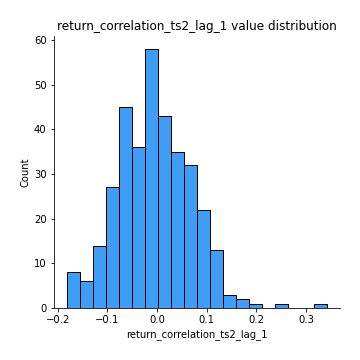 return_correlation_ts2_lag_1 value distribution
60
50
40
30
20
10
0
Count
−0.2 −0.1 0.0 0.1 0.2 0.3
return_correlation_ts2_lag_1